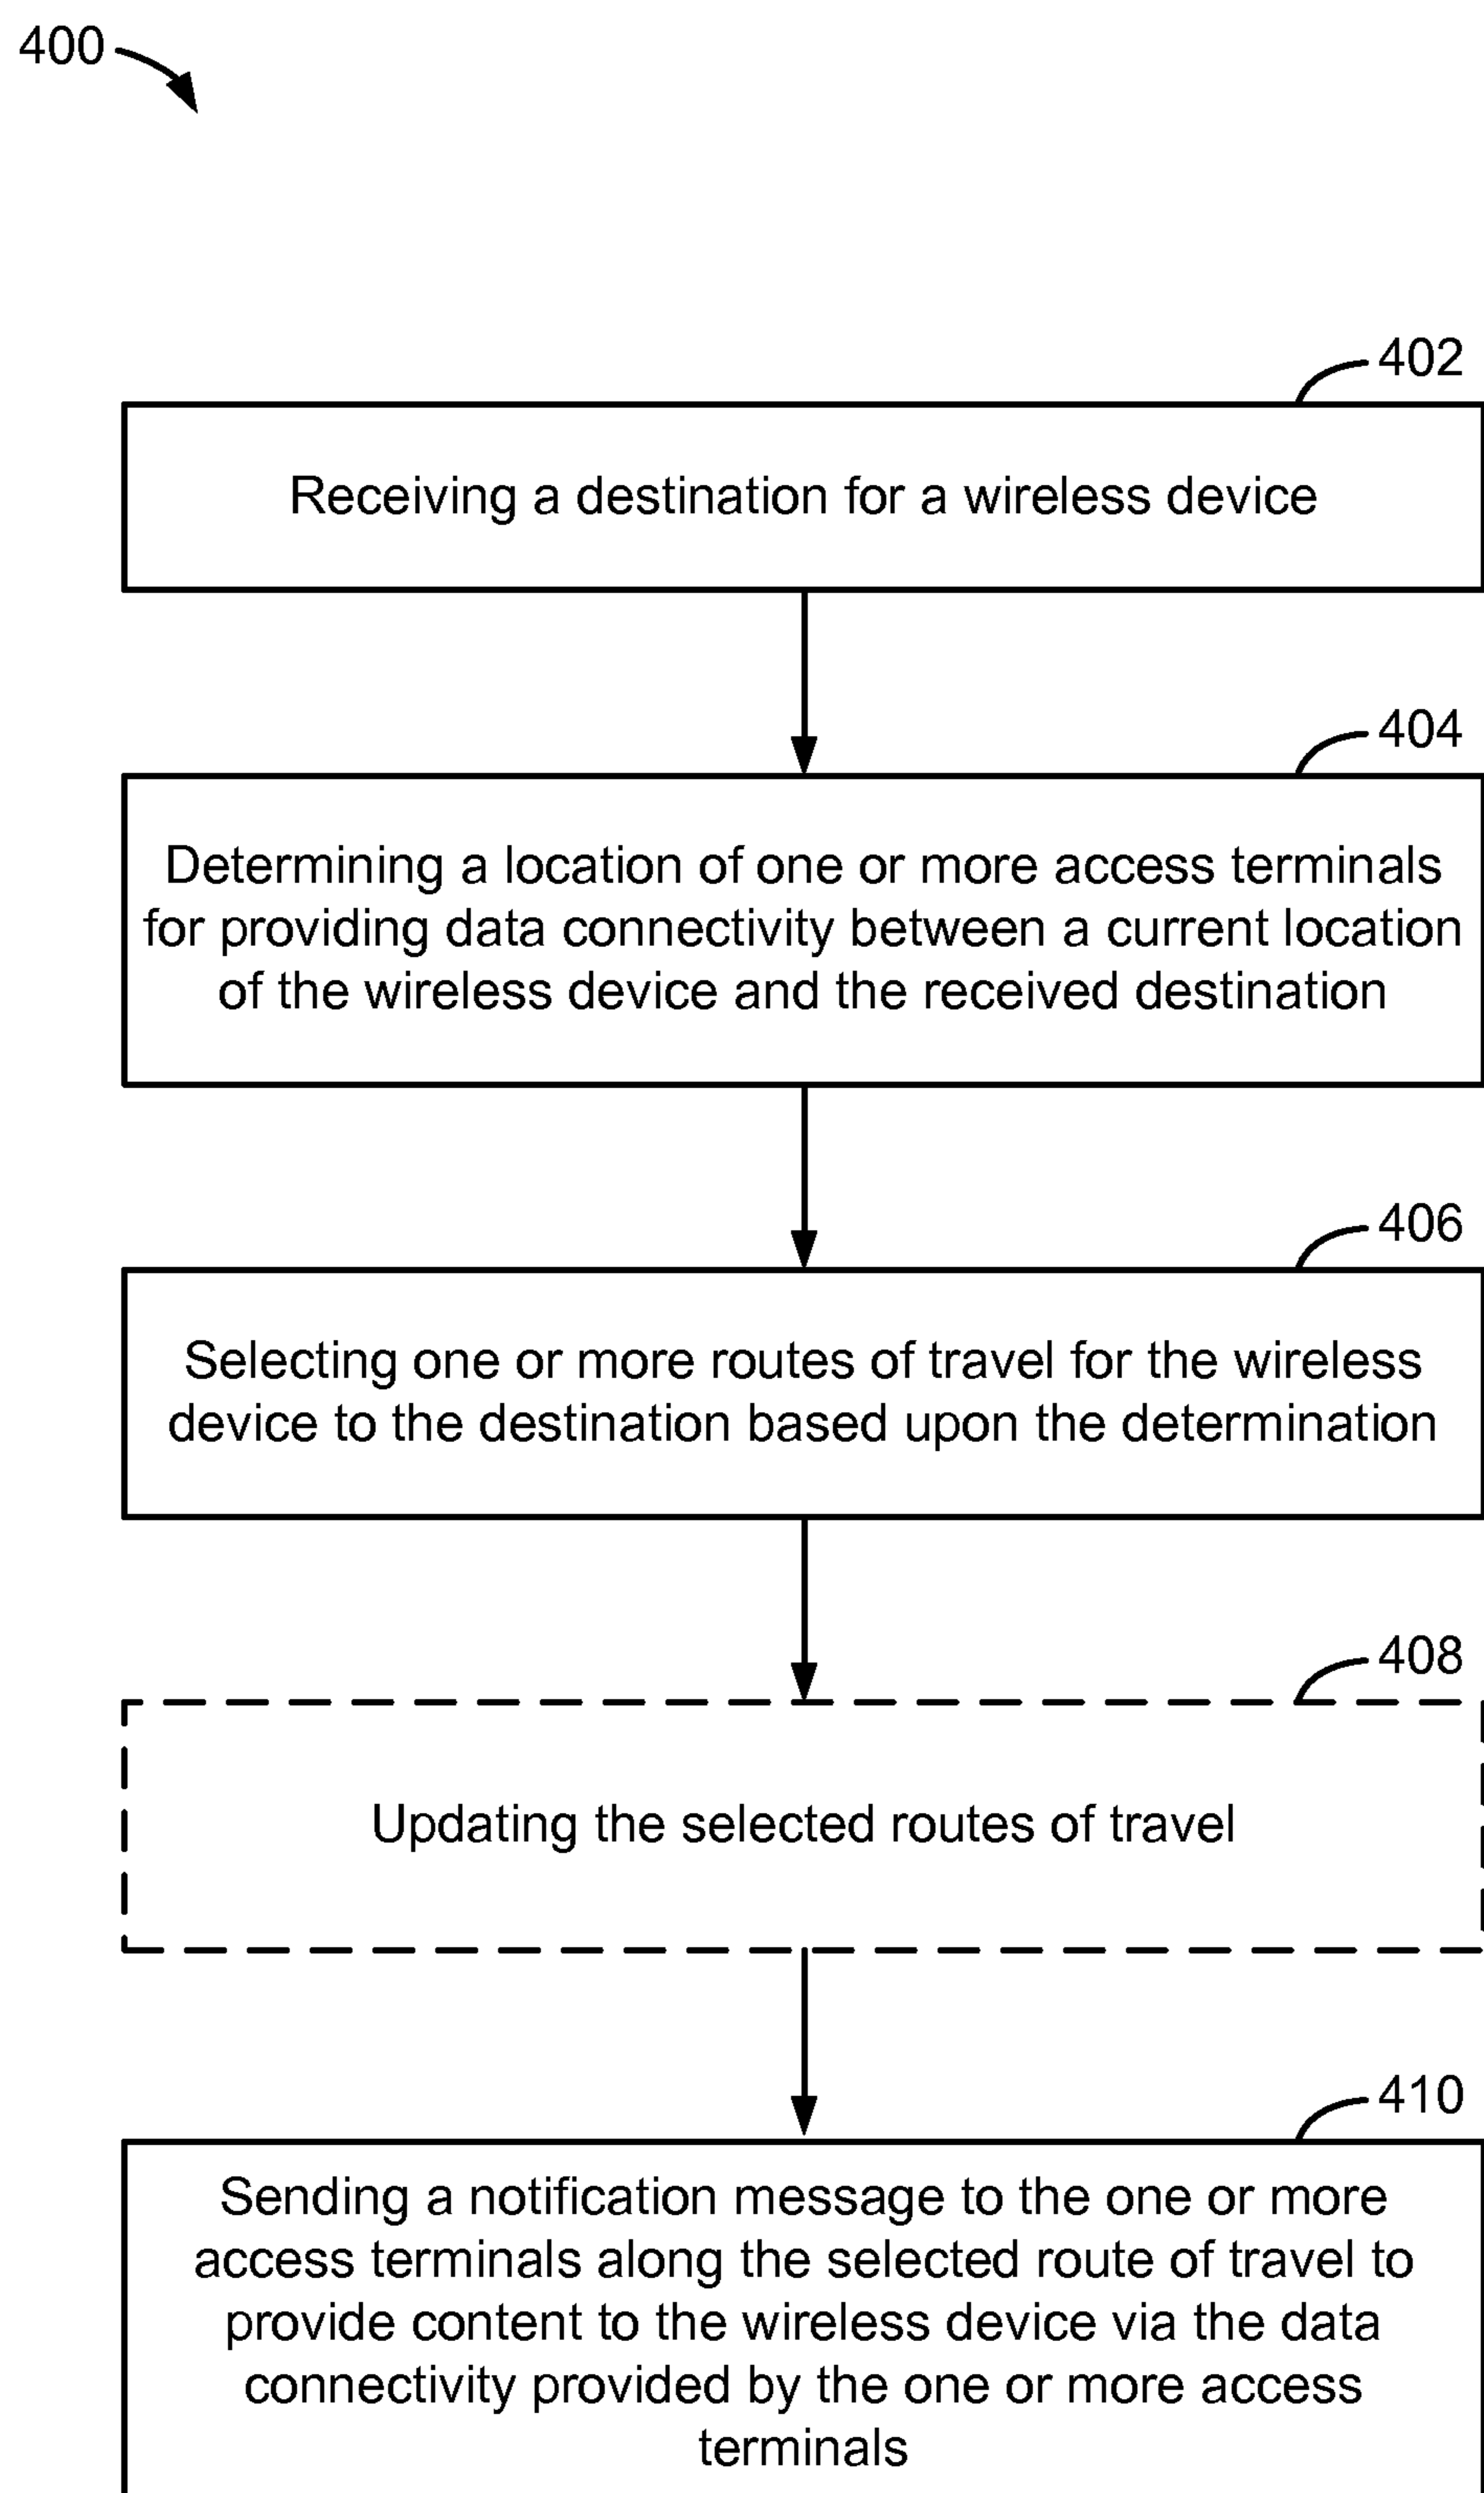 400
402
Receiving a destination for a wireless device
404
Determining a location of one or more access terminals
for providing data connectivity between a current location
of the wireless device and the received destination
406
Selecting one or more routes of travel for the wireless
device to the destination based upon the determination
408
Updating the selected routes of travel
410
Sending a notification message to the one or more
access terminals along the selected route of travel to
provide content to the wireless device via the data
connectivity provided by the one or more access
terminals